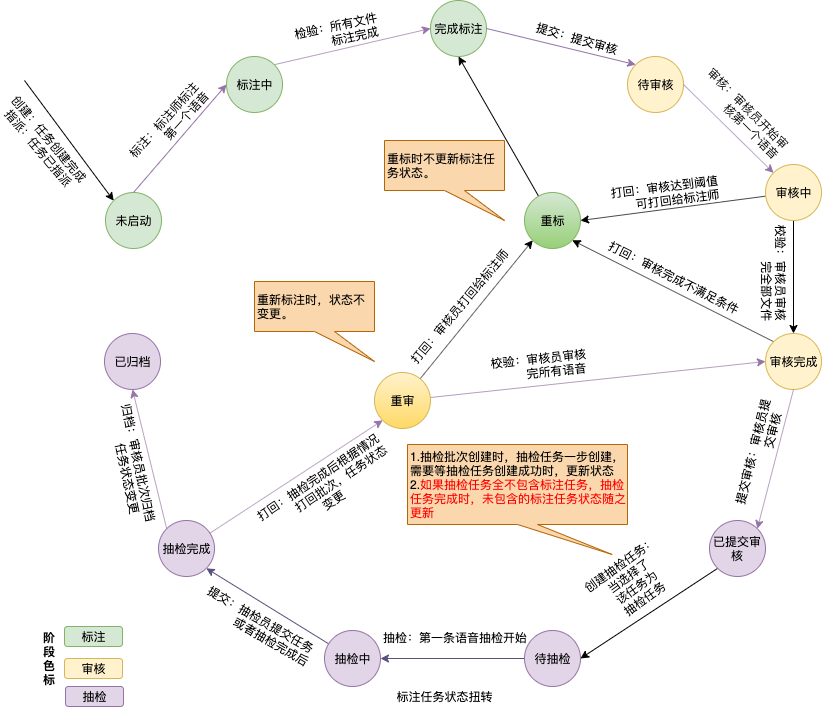 完成标注
检验：所有文件
标注完成
提交：提交审核
标注中
待审核
标注：标注师标注
第一个语音
审核：审核员开始审
核第一个语音
创建：任务创建完成
指派：任务已指派
未启动
重标时不更新标注任
务状态。
重标
打回：审核达到阈值
可打回给标注师
审核中
校验：审核员审核
完全部文件
打回：审核完成不满足条件
打回：审核员打回给标注师
重新标注时，状态不
变更。
已归档
校验：审核员审核
完所有语音
审核完成
重审
归档：审核员批次归档
任务状态变更
打回：抽检完成后根据情况
打回批次，任务状态
变更
1.抽检批次创建时，抽检任务一步创建，
需要等抽检任务创建成功时，更新状态
2.如果抽检任务全不包含标注任务，抽检
任务完成时，未包含的标注任务状态随之
更新
提交审核：审核员提
交审核
抽检完成
已提交审
核
创建抽检任务：
当选择了
该任务为
抽检任务
提交：抽检员提交任务
或者抽检完成后
抽检中
抽检：第一条语音抽检开始
待抽检
阶段色标
标注
审核
抽检
标注任务状态扭转